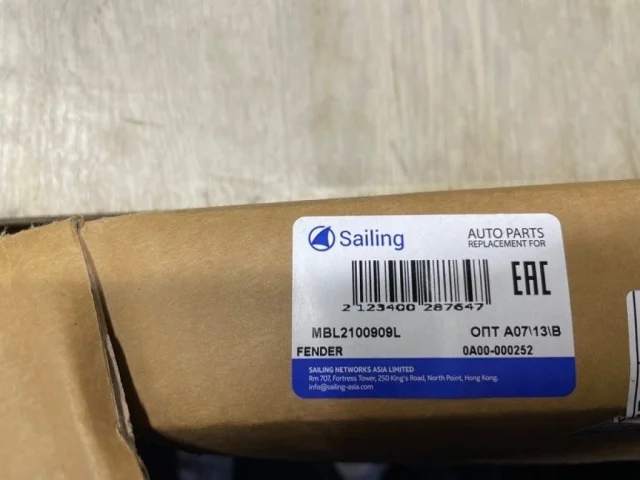 Sailing
AUTO PARTS
REPLACEMENT FOR
EAC
2 123400 287647
MBL2100909L
ОПТ A07\13\B
FENDER
0A00-000252
SAILING NETWORKS ASIA LIMITED
Rm 707, Fortress Tower, 250 King's Road, North Point, Hong Kong.
info@sailing-asia.com